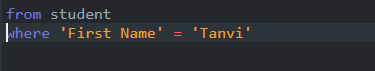 from student
where 'First Name' = 'Tanvi'